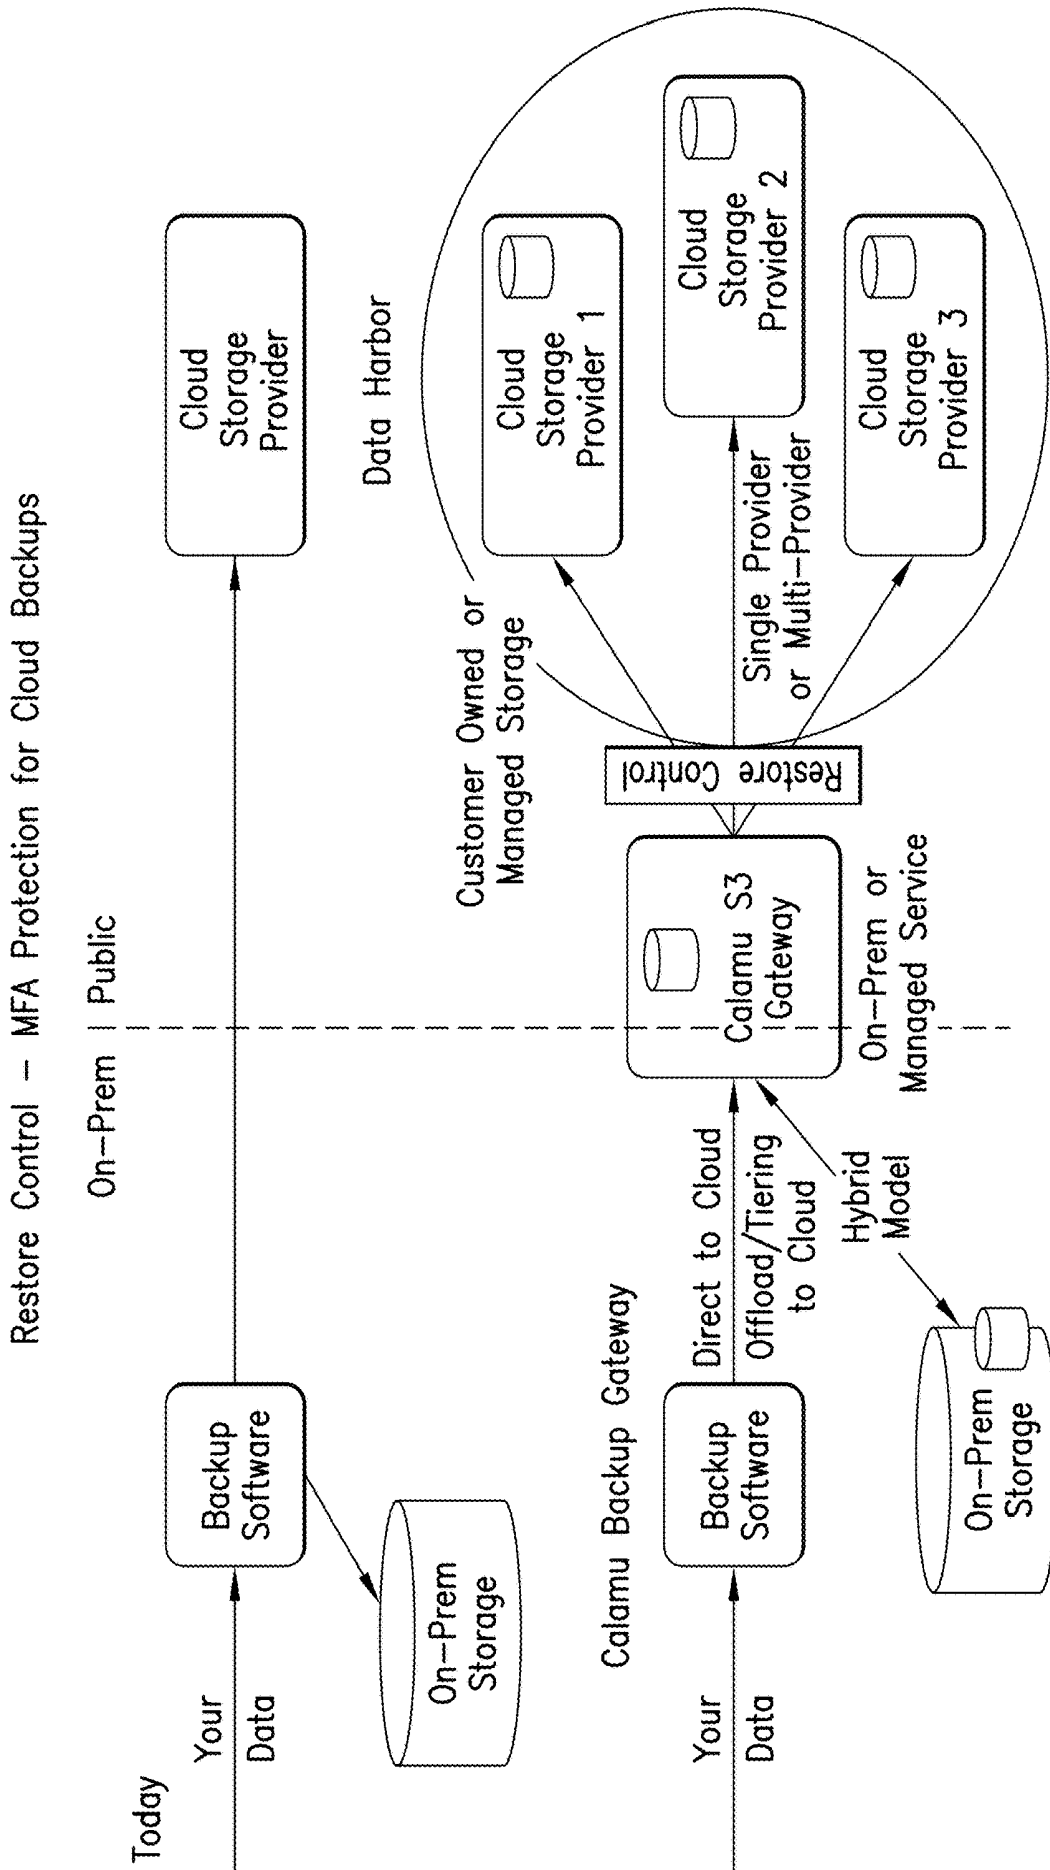 Restore Control – MFA Protection for Cloud Backups
On–Prem
Public
Today
Your
Data
Backup
Software
Cloud
Storage
Provider
On–Prem
Storage
Data Harbor
Calamu Backup Gateway
Your
Data
Backup
Software
Direct to Cloud
Offload/Tiering
to Cloud
Hybrid
Model
On–Prem
Storage
Calamu S3
Gateway
On–Prem or
Managed Service
Restore Control
Customer Owned or
Managed Storage
Single Provider
or Multi–Provider
Cloud
Storage
Provider 1
Cloud
Storage
Provider 2
Cloud
Storage
Provider 3